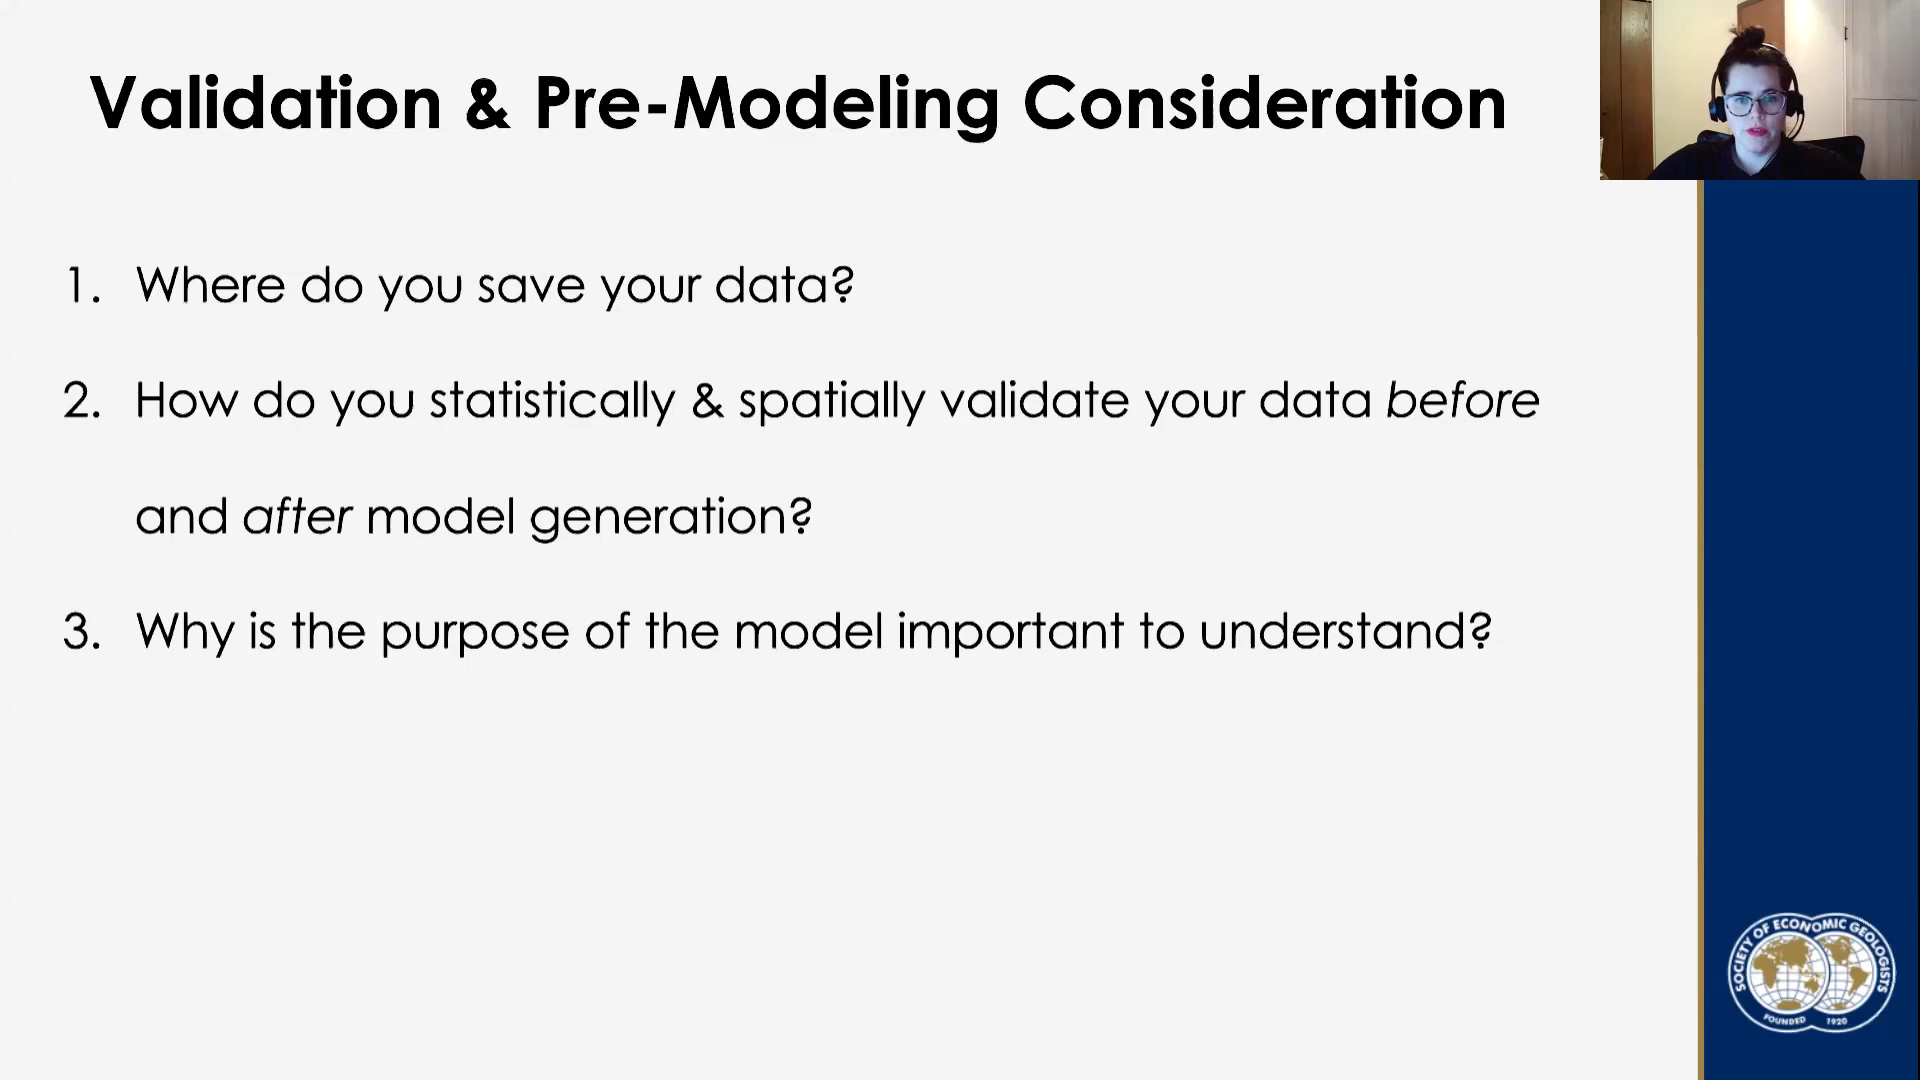 Validation & Pre-Modeling Consideration
1. Where do you save your data?
2. How do you statistically & spatially validate your data before
and after model generation?
3. Why is the purpose of the model important to understand?
SOCIETY OF ECONOMIC GEOLOGISTS
FOUNDED 1920